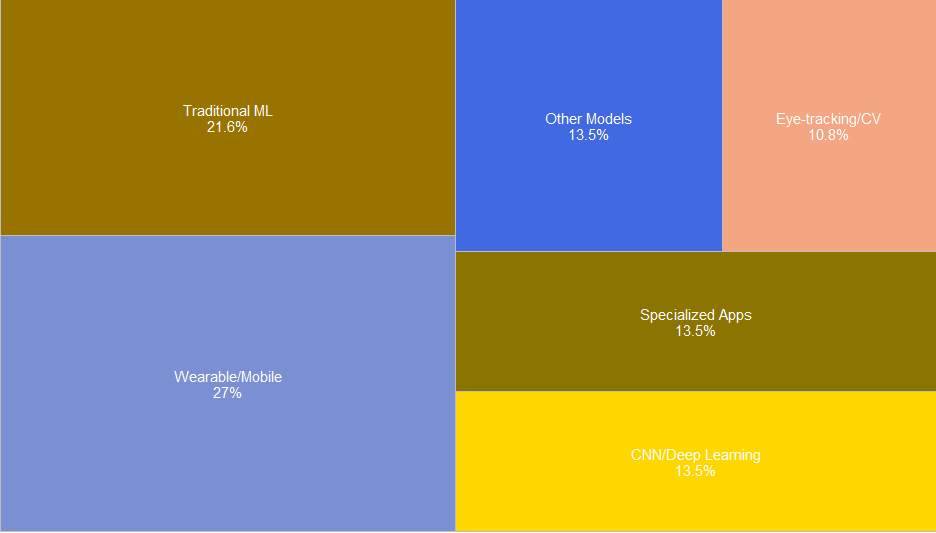 Traditional ML
21.6%
Other Models
13.5%
Eye-tracking/CV
10.8%
Wearable/Mobile
27%
Specialized Apps
13.5%
CNN/Deep Learning
13.5%